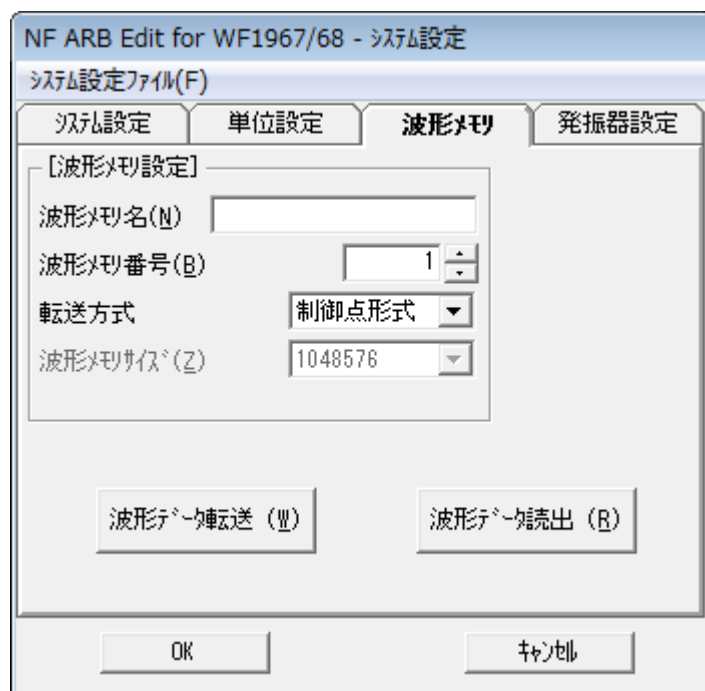 NF ARB Edit for WF1967/68 - ｼｽﾃﾑ設定
ｼｽﾃﾑ設定ﾌｧｲﾙ(F)
ｼｽﾃﾑ設定 単位設定 波形ﾒﾓﾘ 発振器設定
[波形ﾒﾓﾘ設定]
波形ﾒﾓﾘ名(N)
波形ﾒﾓﾘ番号(B) 1
転送方式 制御点形式
波形ﾒﾓﾘｻｲｽﾞ(Z) 1048576
波形ﾃﾞｰﾀ転送 (W) 波形ﾃﾞｰﾀ読出 (R)
OK ｷｬﾝｾﾙ